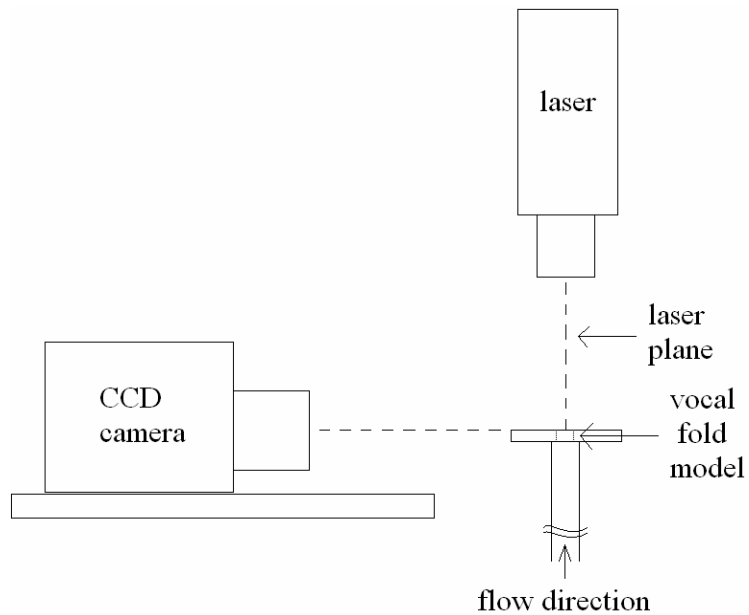 laser
laser
plane
CCD
camera
vocal
fold
model
flow direction